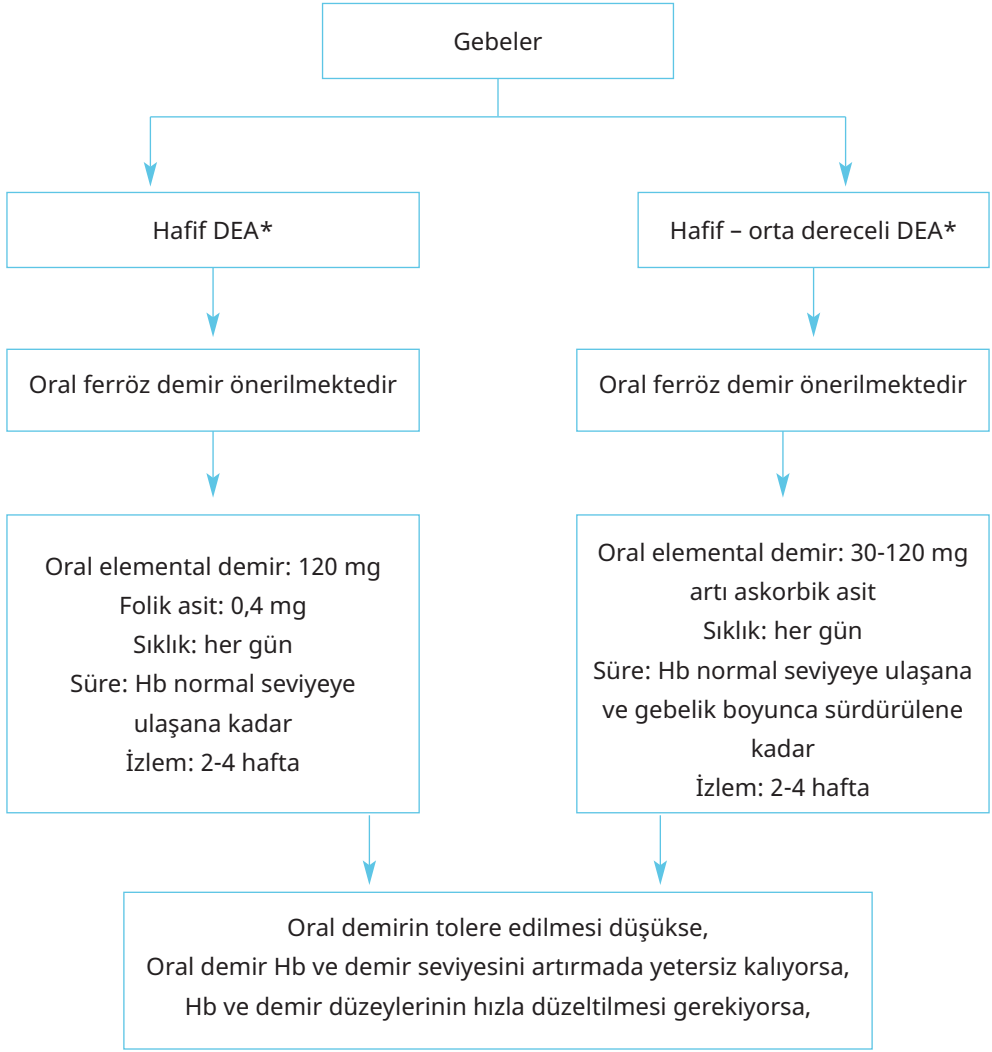 Gebeler
Hafif DEA*
Hafif – orta dereceli DEA*
Oral ferröz demir önerilmektedir
Oral ferröz demir önerilmektedir
Oral elemental demir: 120 mg
Folik asit: 0,4 mg
Sıklık: her gün
Süre: Hb normal seviyeye
ulaşana kadar
İzlem: 2-4 hafta
Oral elemental demir: 30-120 mg
artı askorbik asit
Sıklık: her gün
Süre: Hb normal seviyeye ulaşana
ve gebelik boyunca sürdürülene
kadar
İzlem: 2-4 hafta
Oral demirin tolere edilmesi düşükse,
Oral demir Hb ve demir seviyesini artırmada yetersiz kalıyorsa,
Hb ve demir düzeylerinin hızla düzeltilmesi gerekiyorsa,